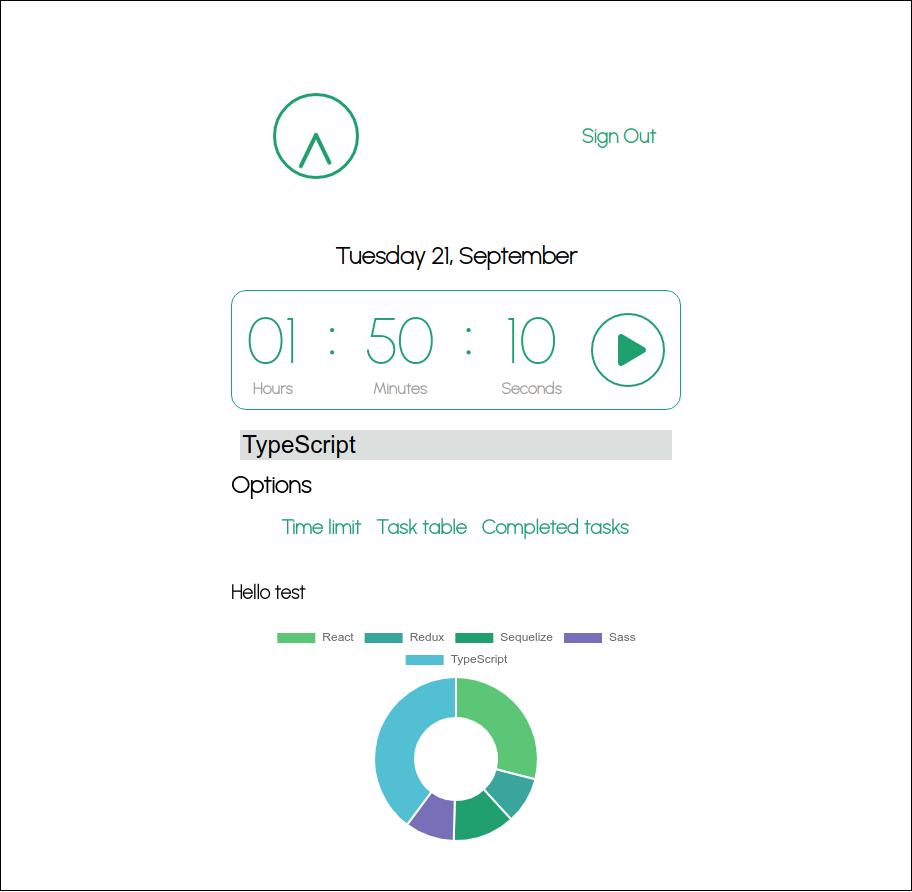 Sign Out
Tuesday 21, September
01 : 50 : 10
Hours Minutes Seconds
TypeScript
Options
Time limit Task table Completed tasks
Hello test
React Redux Sequelize Sass
TypeScript